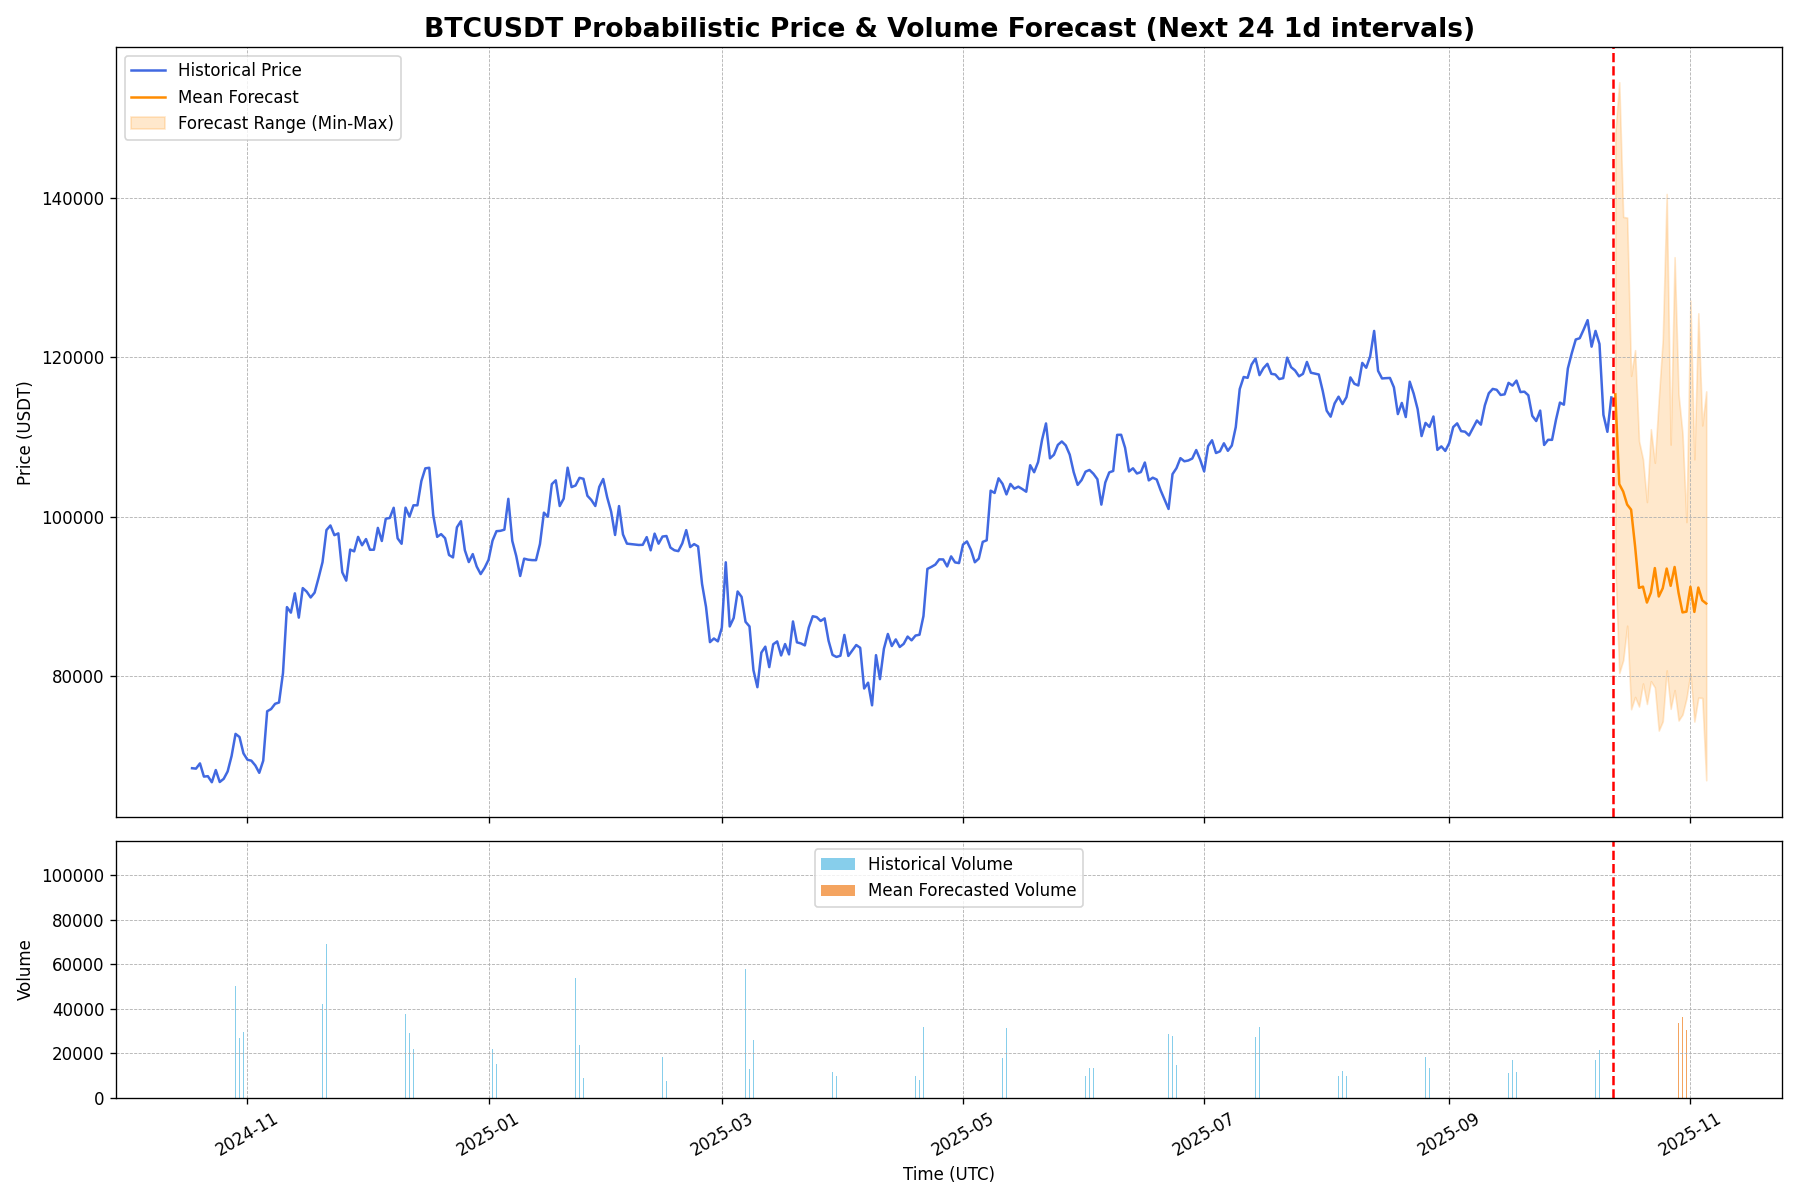 BTCUSDT Probabilistic Price & Volume Forecast (Next 24 1d intervals)
Historical Price
Mean Forecast
Forecast Range (Min-Max)
Price (USDT)
140000
120000
100000
80000
Historical Volume
Mean Forecasted Volume
Volume
100000
80000
60000
40000
20000
0
2024-11
2025-01
2025-03
2025-05
2025-07
2025-09
2025-11
Time (UTC)